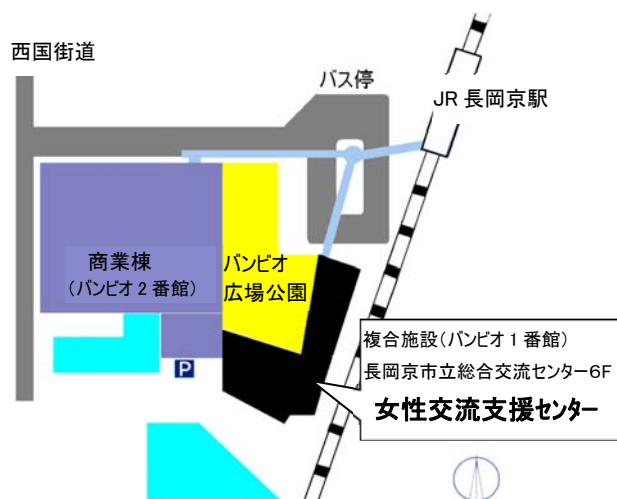 西国街道
バス停
JR 長岡京駅
商業棟
（バンビオ２番館）
バンビオ
広場公園
P
複合施設（バンビオ１番館）
長岡京市立総合交流センター６F
女性交流支援センター